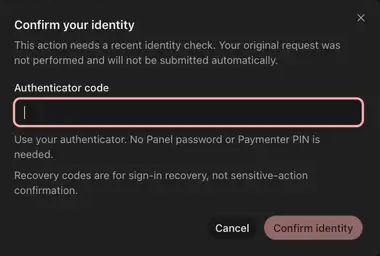 Confirm your identity
This action needs a recent identity check. Your original request was
not performed and will not be submitted automatically.
Authenticator code
Use your authenticator. No Panel password or Paymenter PIN is
needed.
Recovery codes are for sign-in recovery, not sensitive-action
confirmation.
Cancel Confirm identity